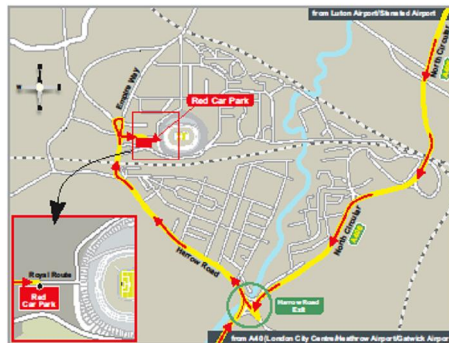 from Luton Airport/Stansted Airport
North Circular
A406
Empire Way
Red Car Park
Harrow Road
North Circular
A406
Royal Route
Red
Car Park
Harrow Road
Exit
from A40 (London City Centre/Heathrow Airport/Gatwick Airport)